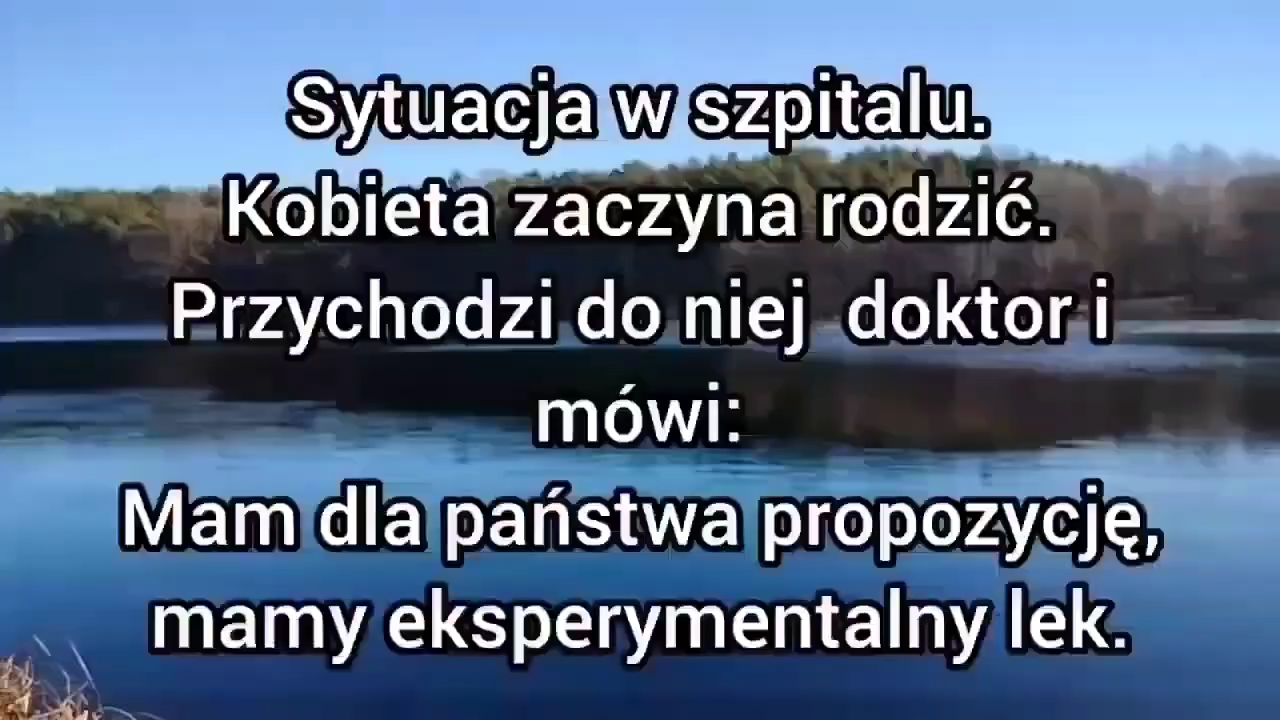 Sytuacja w szpitalu.
Kobieta zaczyna rodzić.
Przychodzi do niej doktor i
mówi:
Mam dla państwa propozycję,
mamy eksperymentalny lek.